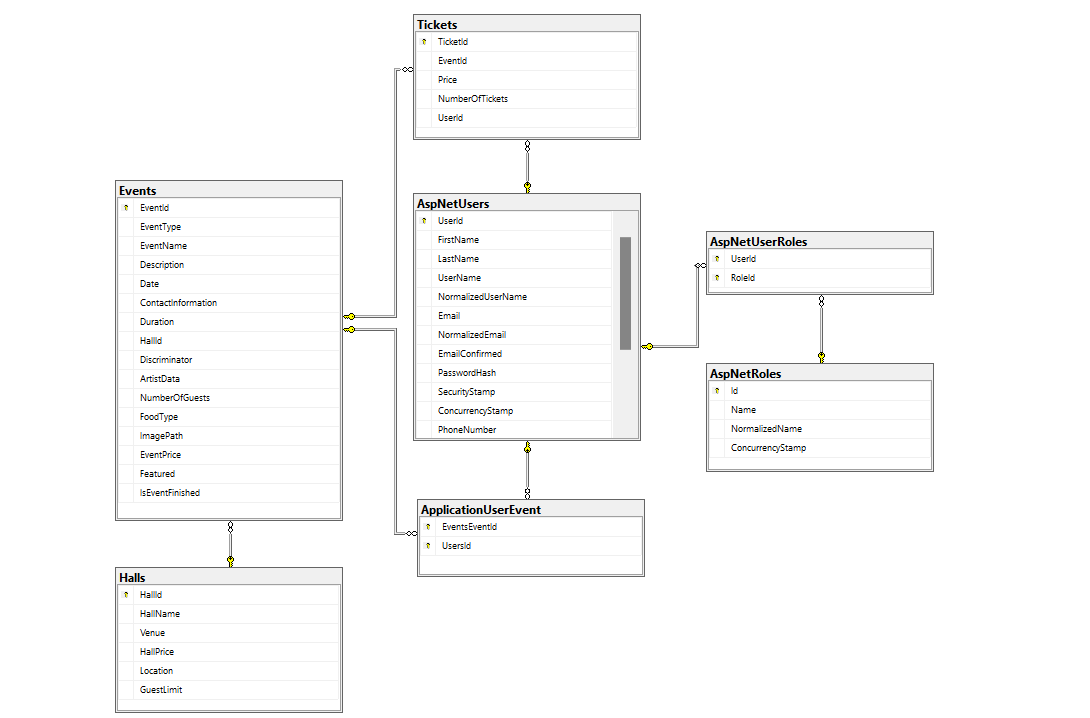 Tickets
TicketId
EventId
Price
NumberOfTickets
UserId
Events
EventId
EventType
EventName
Description
Date
ContactInformation
Duration
HallId
Discriminator
ArtistData
NumberOfGuests
FoodType
ImagePath
EventPrice
Featured
IsEventFinished
AspNetUsers
UserId
FirstName
LastName
UserName
NormalizedUserName
Email
NormalizedEmail
EmailConfirmed
PasswordHash
SecurityStamp
ConcurrencyStamp
PhoneNumber
AspNetUserRoles
UserId
RoleId
AspNetRoles
Id
Name
NormalizedName
ConcurrencyStamp
ApplicationUserEvent
EventsEventId
UsersId
Halls
HallId
HallName
Venue
HallPrice
Location
GuestLimit